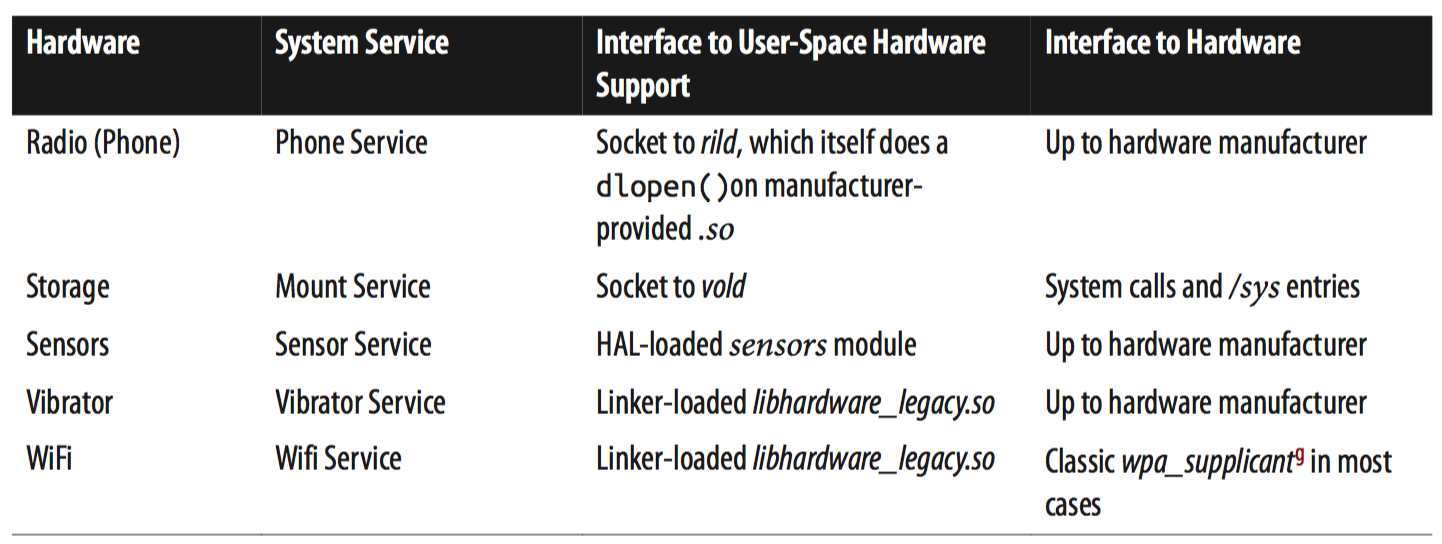 Hardware System Service Interface to User-Space Hardware Interface to Hardware
Support
Radio (Phone) Phone Service Socket to rild, which itself does a Up to hardware manufacturer
dlopen()on manufacturer-
provided .so
Storage Mount Service Socket to vold System calls and /sys entries
Sensors Sensor Service HAL-loaded sensors module Up to hardware manufacturer
Vibrator Vibrator Service Linker-loaded libhardware_legacy.so Up to hardware manufacturer
WiFi Wifi Service Linker-loaded libhardware_legacy.so Classic wpa_supplicantg in most
cases